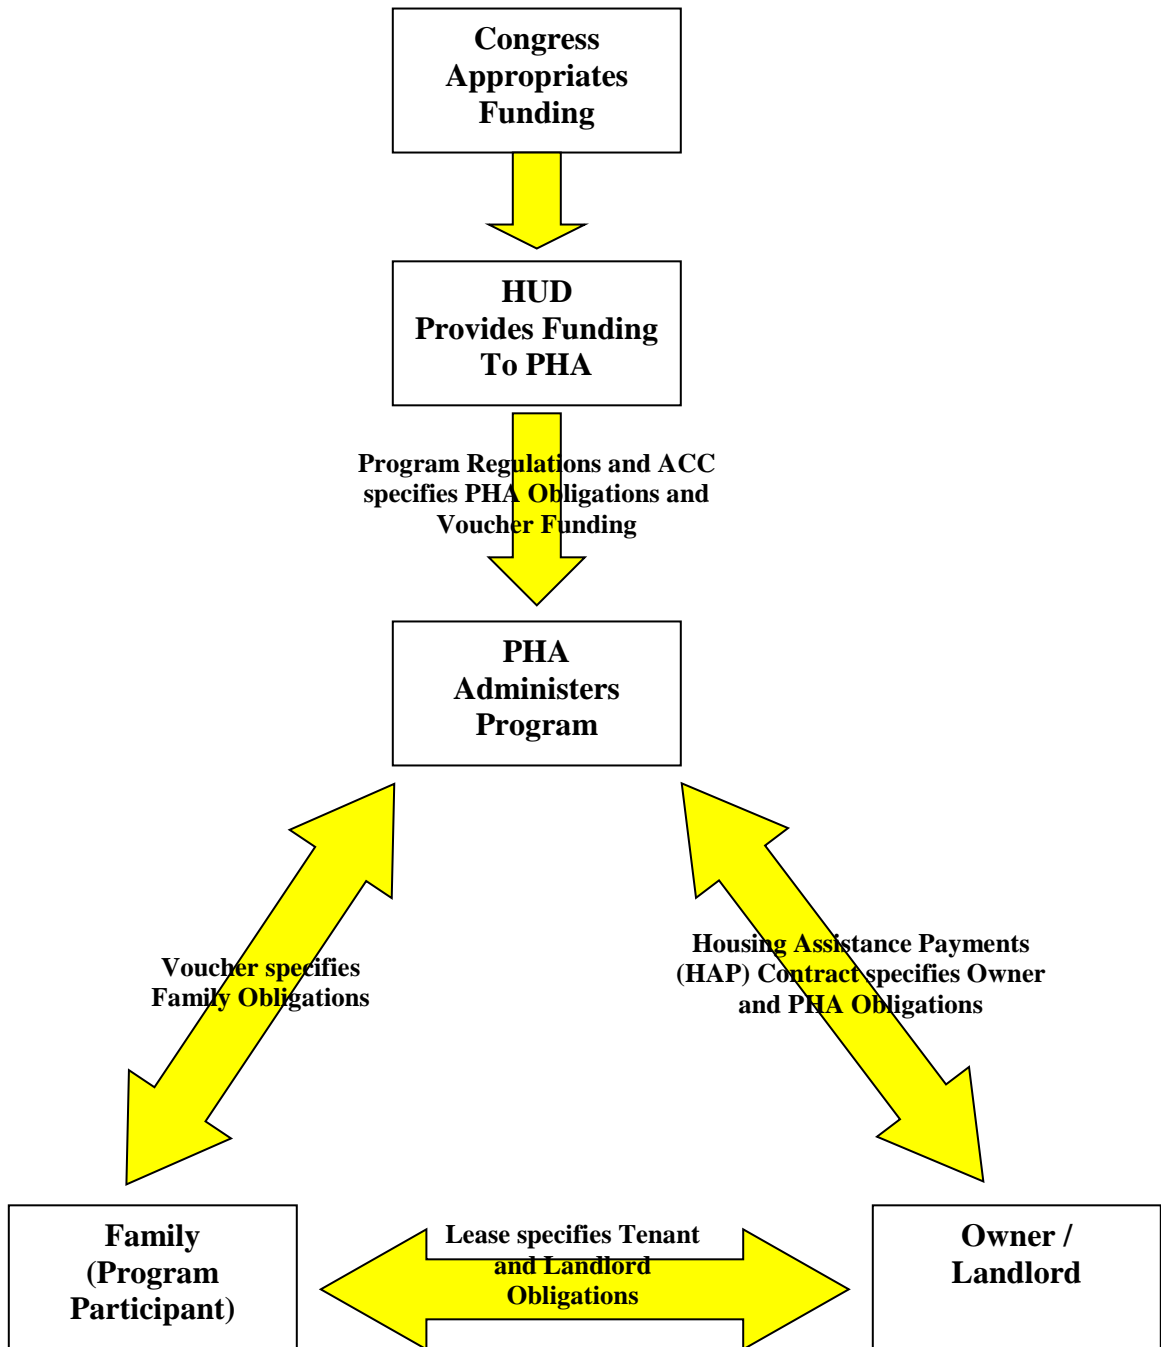 Congress
Appropriates
Funding
HUD
Provides Funding
To PHA
Program Regulations and ACC
specifies PHA Obligations and
Voucher Funding
PHA
Administers
Program
Voucher specifies
Family Obligations
Housing Assistance Payments
(HAP) Contract specifies Owner
and PHA Obligations
Family
(Program
Participant)
Lease specifies Tenant
and Landlord
Obligations
Owner /
Landlord